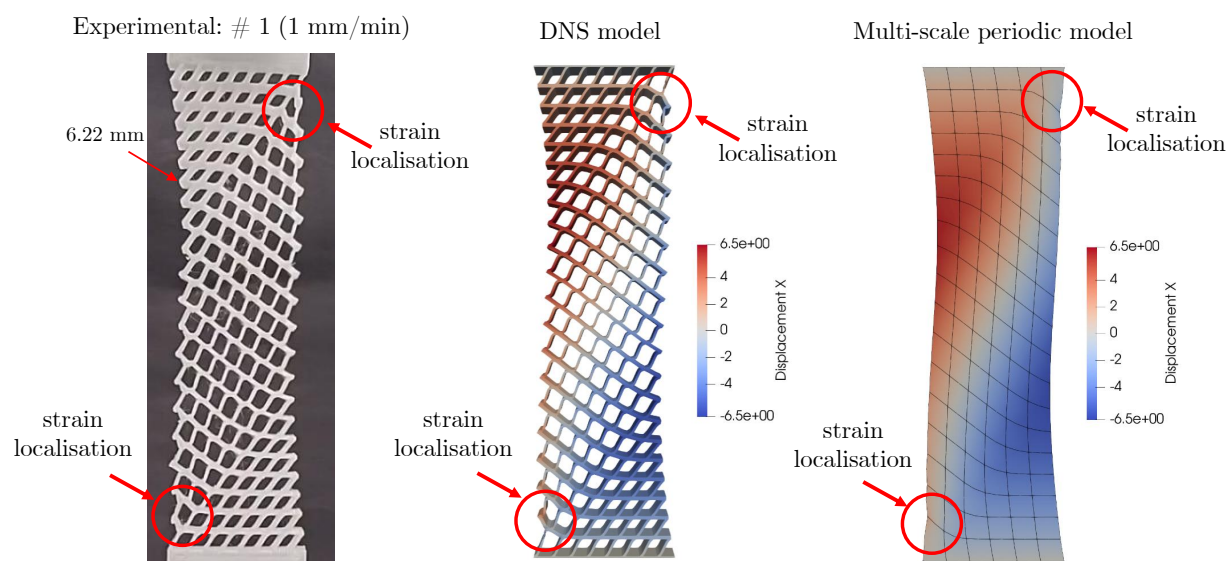 Experimental: # 1 (1 mm/min)
DNS model
Multi-scale periodic model
6.22 mm
strain
localisation
strain
localisation
strain
localisation
6.5e+00
4
2
0
-2
-4
-6.5e+00
Displacement X
6.5e+00
4
2
0
-2
-4
-6.5e+00
Displacement X
strain
localisation
strain
localisation
strain
localisation